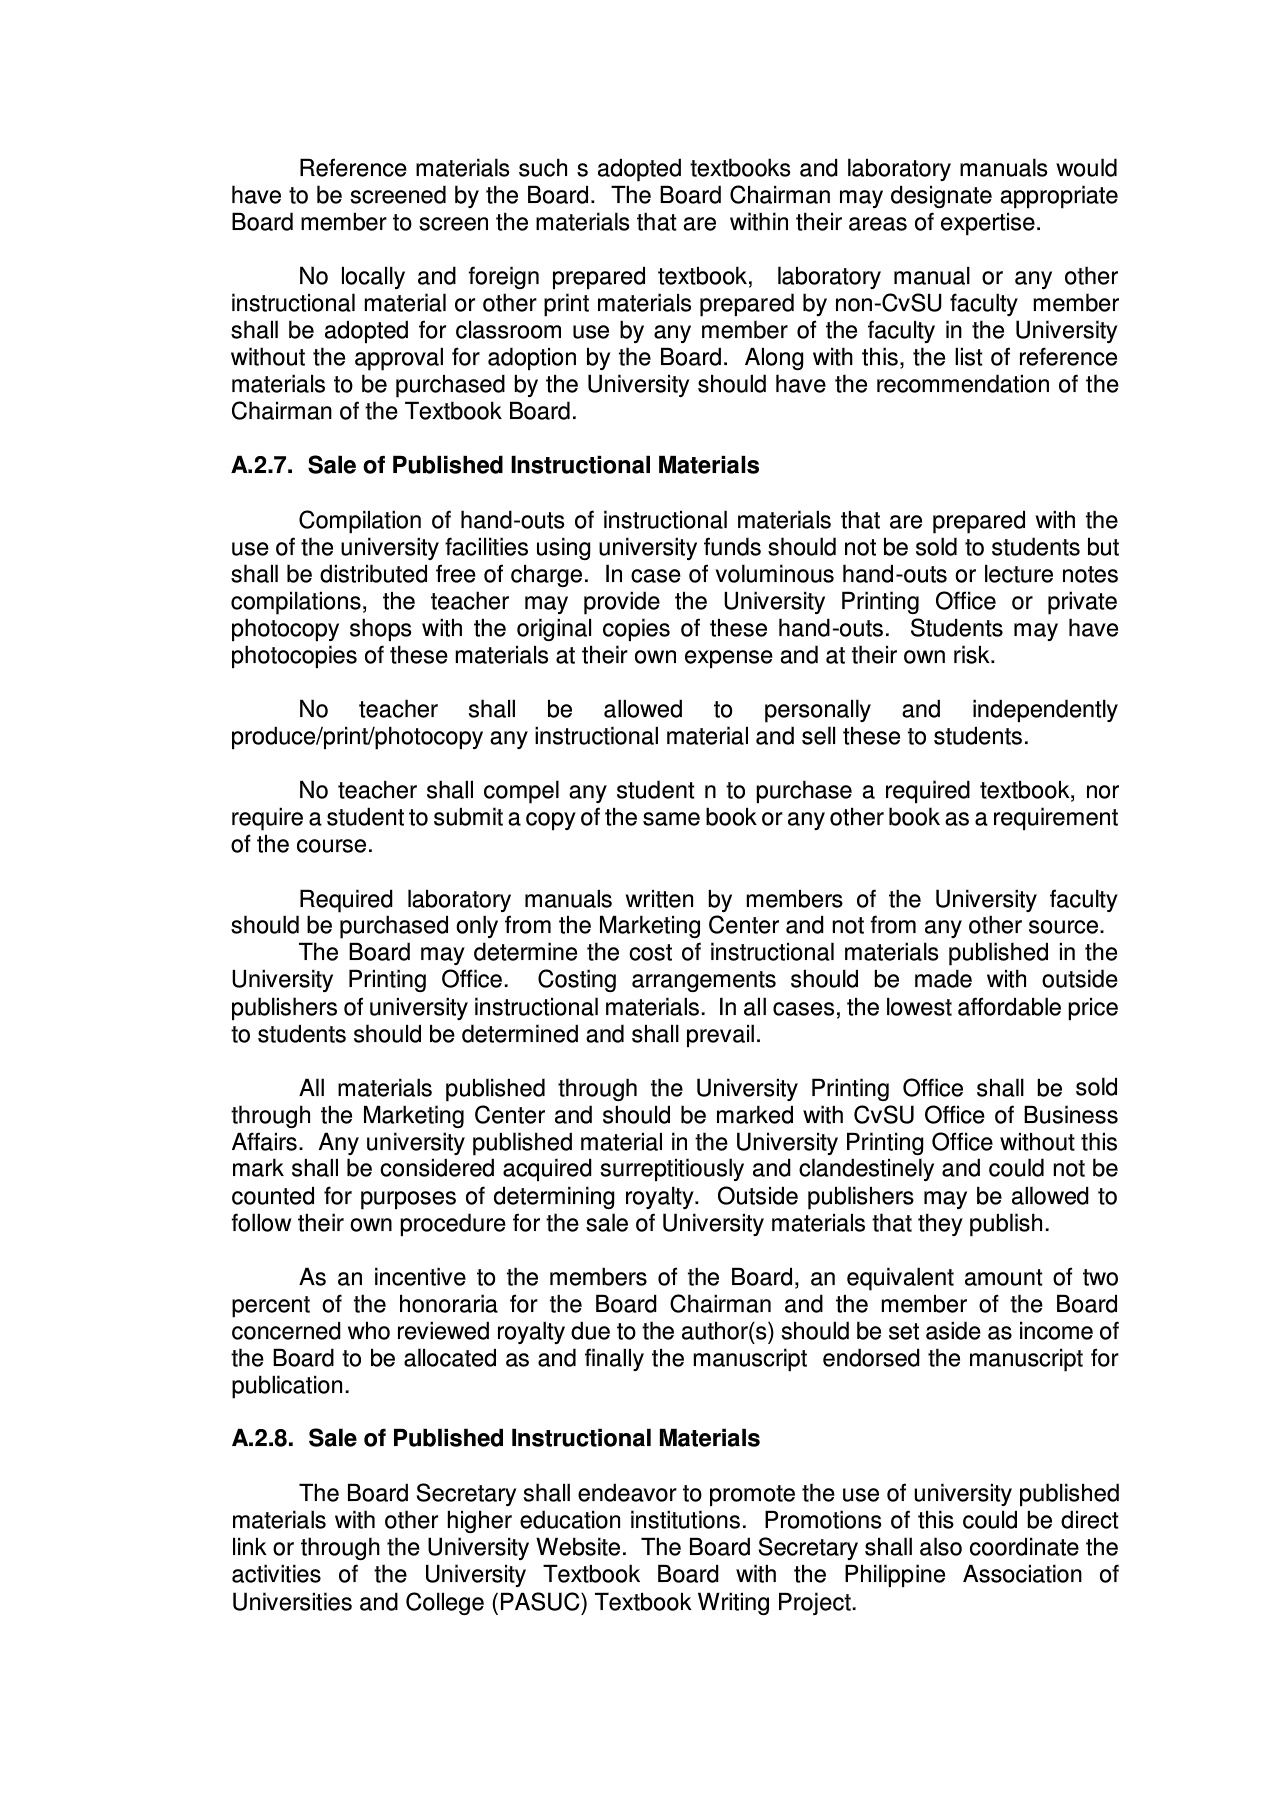 Reference materials such s adopted textbooks and laboratory manuals would
have to be screened by the Board.  The Board Chairman may designate appropriate
Board member to screen the materials that are  within their areas of expertise.
No locally and foreign prepared textbook,  laboratory manual or any other
instructional material or other print materials prepared by non-CvSU faculty  member
shall be adopted for classroom use by any member of the faculty in the University
without the approval for adoption by the Board.  Along with this, the list of reference
materials to be purchased by the University should have the recommendation of the
Chairman of the Textbook Board.
A.2.7.  Sale of Published Instructional Materials
Compilation of hand-outs of instructional materials that are prepared with the
use of the university facilities using university funds should not be sold to students but
shall be distributed free of charge.  In case of voluminous hand-outs or lecture notes
compilations, the teacher may provide the University Printing Office or private
photocopy shops with the original copies of these hand-outs.  Students may have
photocopies of these materials at their own expense and at their own risk.
No teacher shall be allowed to personally and independently
produce/print/photocopy any instructional material and sell these to students.
No teacher shall compel any student n to purchase a required textbook, nor
require a student to submit a copy of the same book or any other book as a requirement
of the course.
Required laboratory manuals written by members of the University faculty
should be purchased only from the Marketing Center and not from any other source.
The Board may determine the cost of instructional materials published in the
University Printing Office.  Costing arrangements should be made with outside
publishers of university instructional materials.  In all cases, the lowest affordable price
to students should be determined and shall prevail.
All materials published through the University Printing Office shall be sold
through the Marketing Center and should be marked with CvSU Office of Business
Affairs.  Any university published material in the University Printing Office without this
mark shall be considered acquired surreptitiously and clandestinely and could not be
counted for purposes of determining royalty.  Outside publishers may be allowed to
follow their own procedure for the sale of University materials that they publish.
As an incentive to the members of the Board, an equivalent amount of two
percent of the honoraria for the Board Chairman and the member of the Board
concerned who reviewed royalty due to the author(s) should be set aside as income of
the Board to be allocated as and finally the manuscript  endorsed the manuscript for
publication.
A.2.8.  Sale of Published Instructional Materials
The Board Secretary shall endeavor to promote the use of university published
materials with other higher education institutions.  Promotions of this could be direct
link or through the University Website.  The Board Secretary shall also coordinate the
activities of the University Textbook Board with the Philippine Association of
Universities and College (PASUC) Textbook Writing Project.